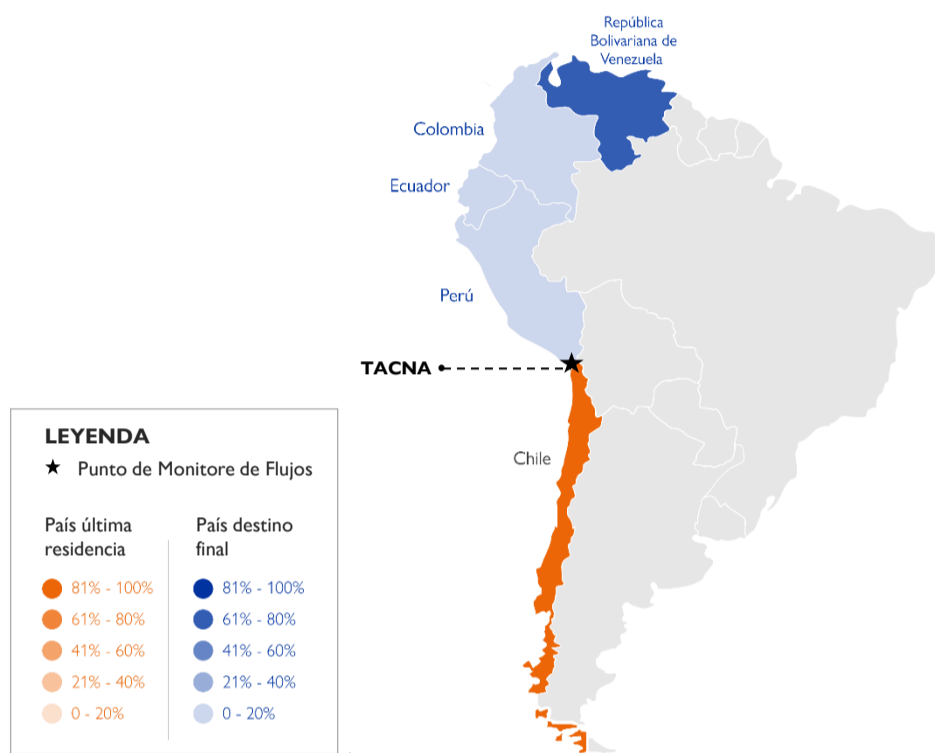 República
Bolivariana de
Venezuela
Colombia
Ecuador
Perú
TACNA
Chile
LEYENDA
Punto de Monitore de Flujos
País última
residencia
81% - 100%
61% - 80%
41% - 60%
21% - 40%
0 - 20%
País destino
final
81% - 100%
61% - 80%
41% - 60%
21% - 40%
0 - 20%